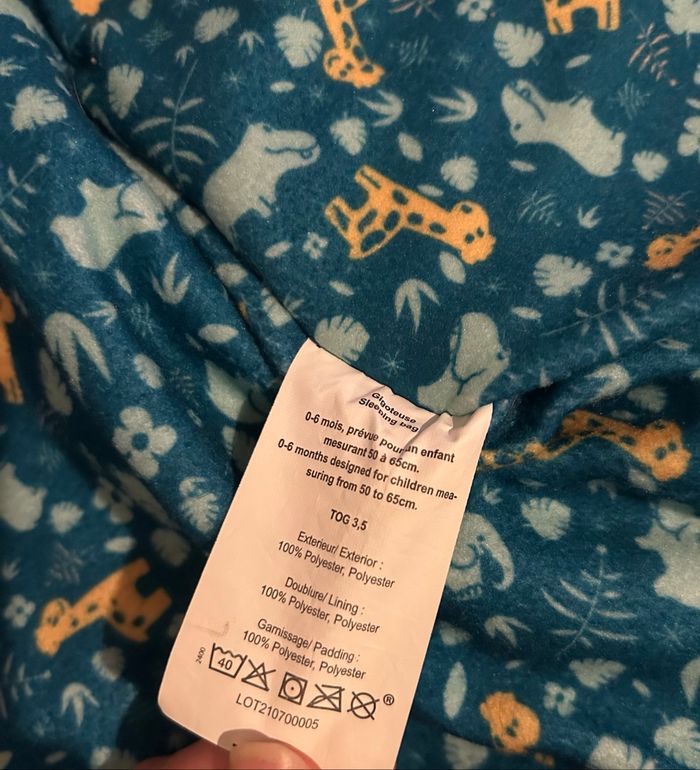 Gigoteuse
Sleeping bag
0-6 mois, prévue pour un enfant
mesurant 50 à 65cm.
0-6 months designed for children mea-
suring from 50 to 65cm.
TOG 3,5
Exterieur/ Exterior :
100% Polyester, Polyester
Doublure/ Lining :
100% Polyester, Polyester
Garnissage/ Padding :
100% Polyester, Polyester
2400
40
®
LOT210700005